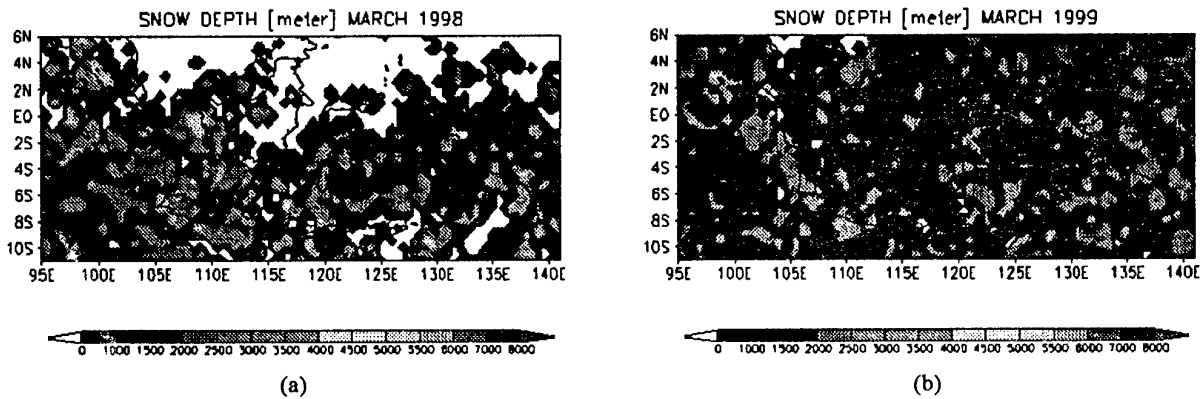 SNOW DEPTH [meter] MARCH 1998
6N
4N
2N
EQ
2S
4S
6S
8S
10S
95E 100E 105E 110E 115E 120E 125E 130E 135E 140E
0 1000 1500 2000 2500 3000 4000 4500 5000 5500 6000 7000 8000
(a)
SNOW DEPTH [meter] MARCH 1999
6N
4N
2N
EQ
2S
4S
6S
8S
10S
95E 100E 105E 110E 115E 120E 125E 130E 135E 140E
0 1000 1500 2000 2500 3000 4000 4500 5000 5500 6000 7000 8000
(b)